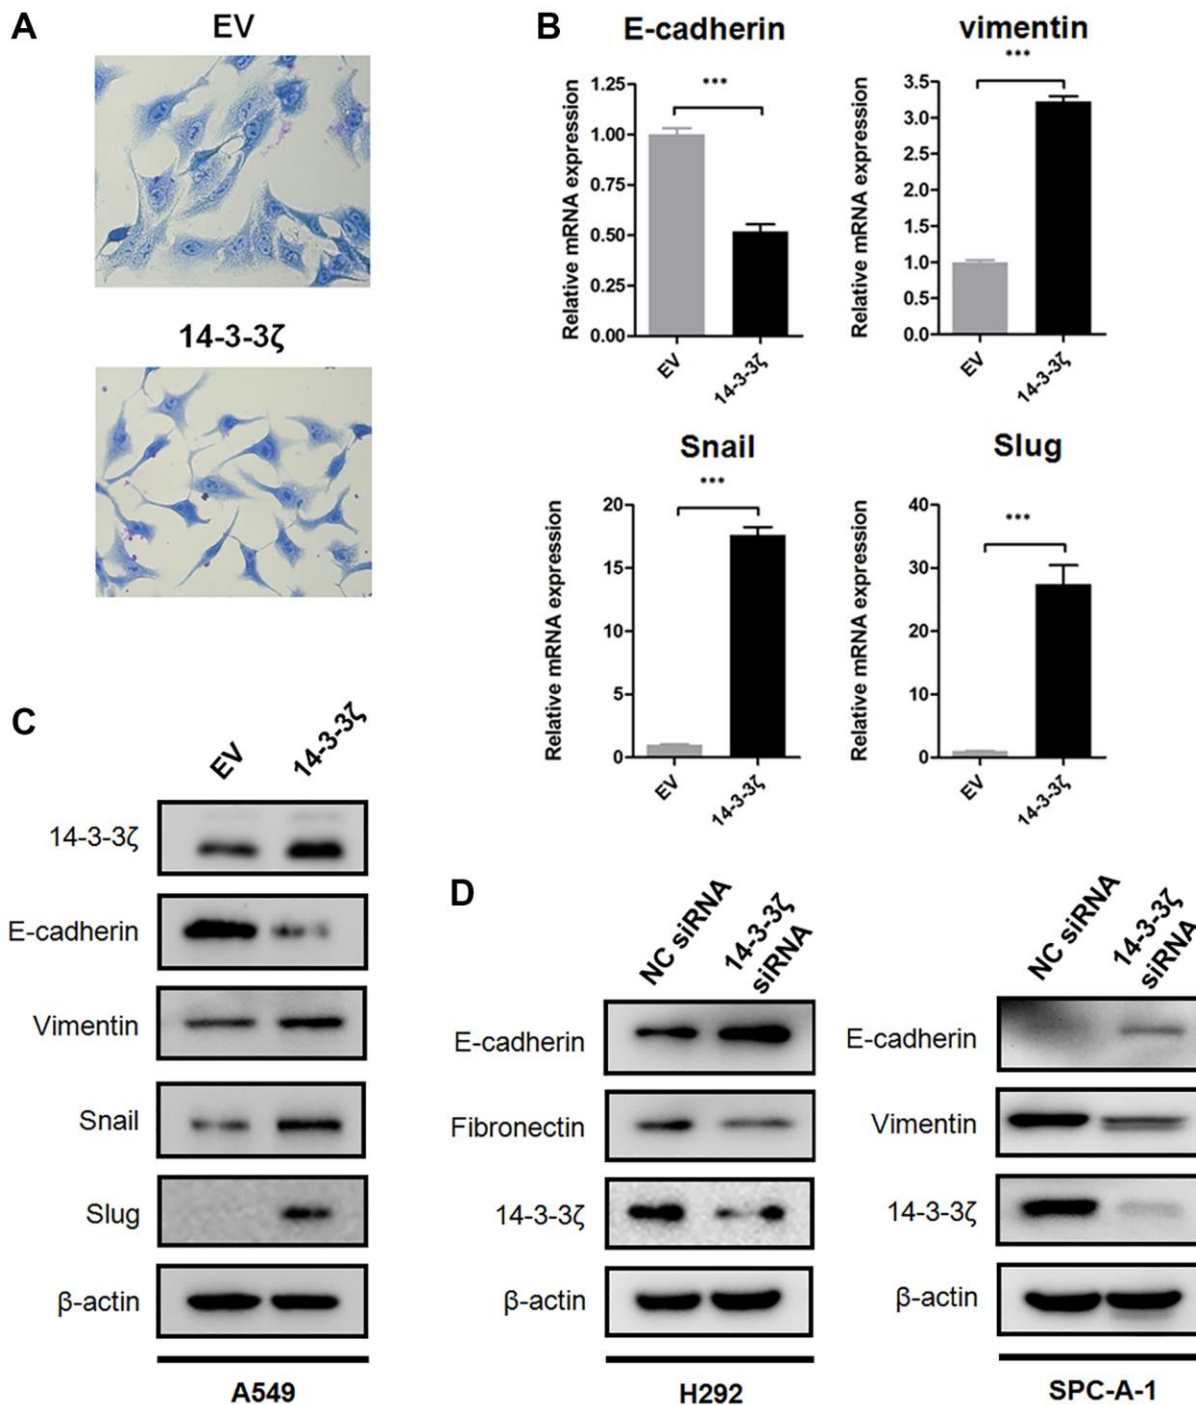 A
EV
14-3-3ζ
B
E-cadherin
***
Relative mRNA expression
1.25
1.00
0.75
0.50
0.25
0.00
EV
14-3-3ζ
vimentin
***
Relative mRNA expression
3.5
3.0
2.5
2.0
1.5
1.0
0.5
0.0
EV
14-3-3ζ
Snail
***
Relative mRNA expression
20
15
10
5
0
EV
14-3-3ζ
Slug
***
Relative mRNA expression
40
30
20
10
0
EV
14-3-3ζ
C
EV
14-3-3ζ
14-3-3ζ
E-cadherin
Vimentin
Snail
Slug
β-actin
A549
D
NC siRNA
14-3-3ζ
siRNA
E-cadherin
Fibronectin
14-3-3ζ
β-actin
H292
NC siRNA
14-3-3ζ
siRNA
E-cadherin
Vimentin
14-3-3ζ
β-actin
SPC-A-1